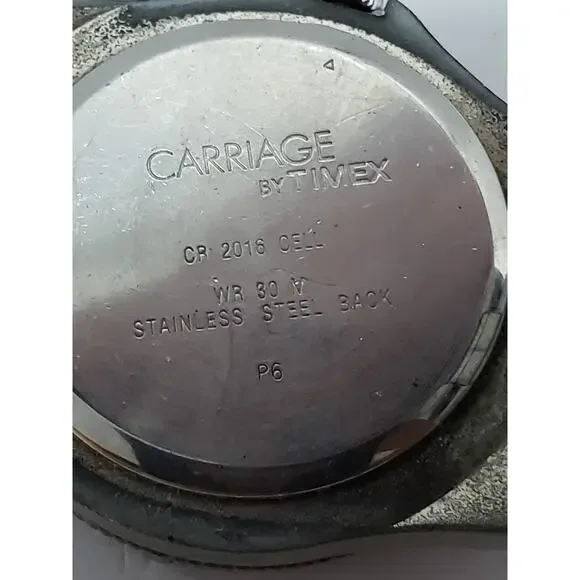 CARRIAGE
BY TIMEX
CR 2016 CELL
WR 30 M
STAINLESS STEEL BACK
P6